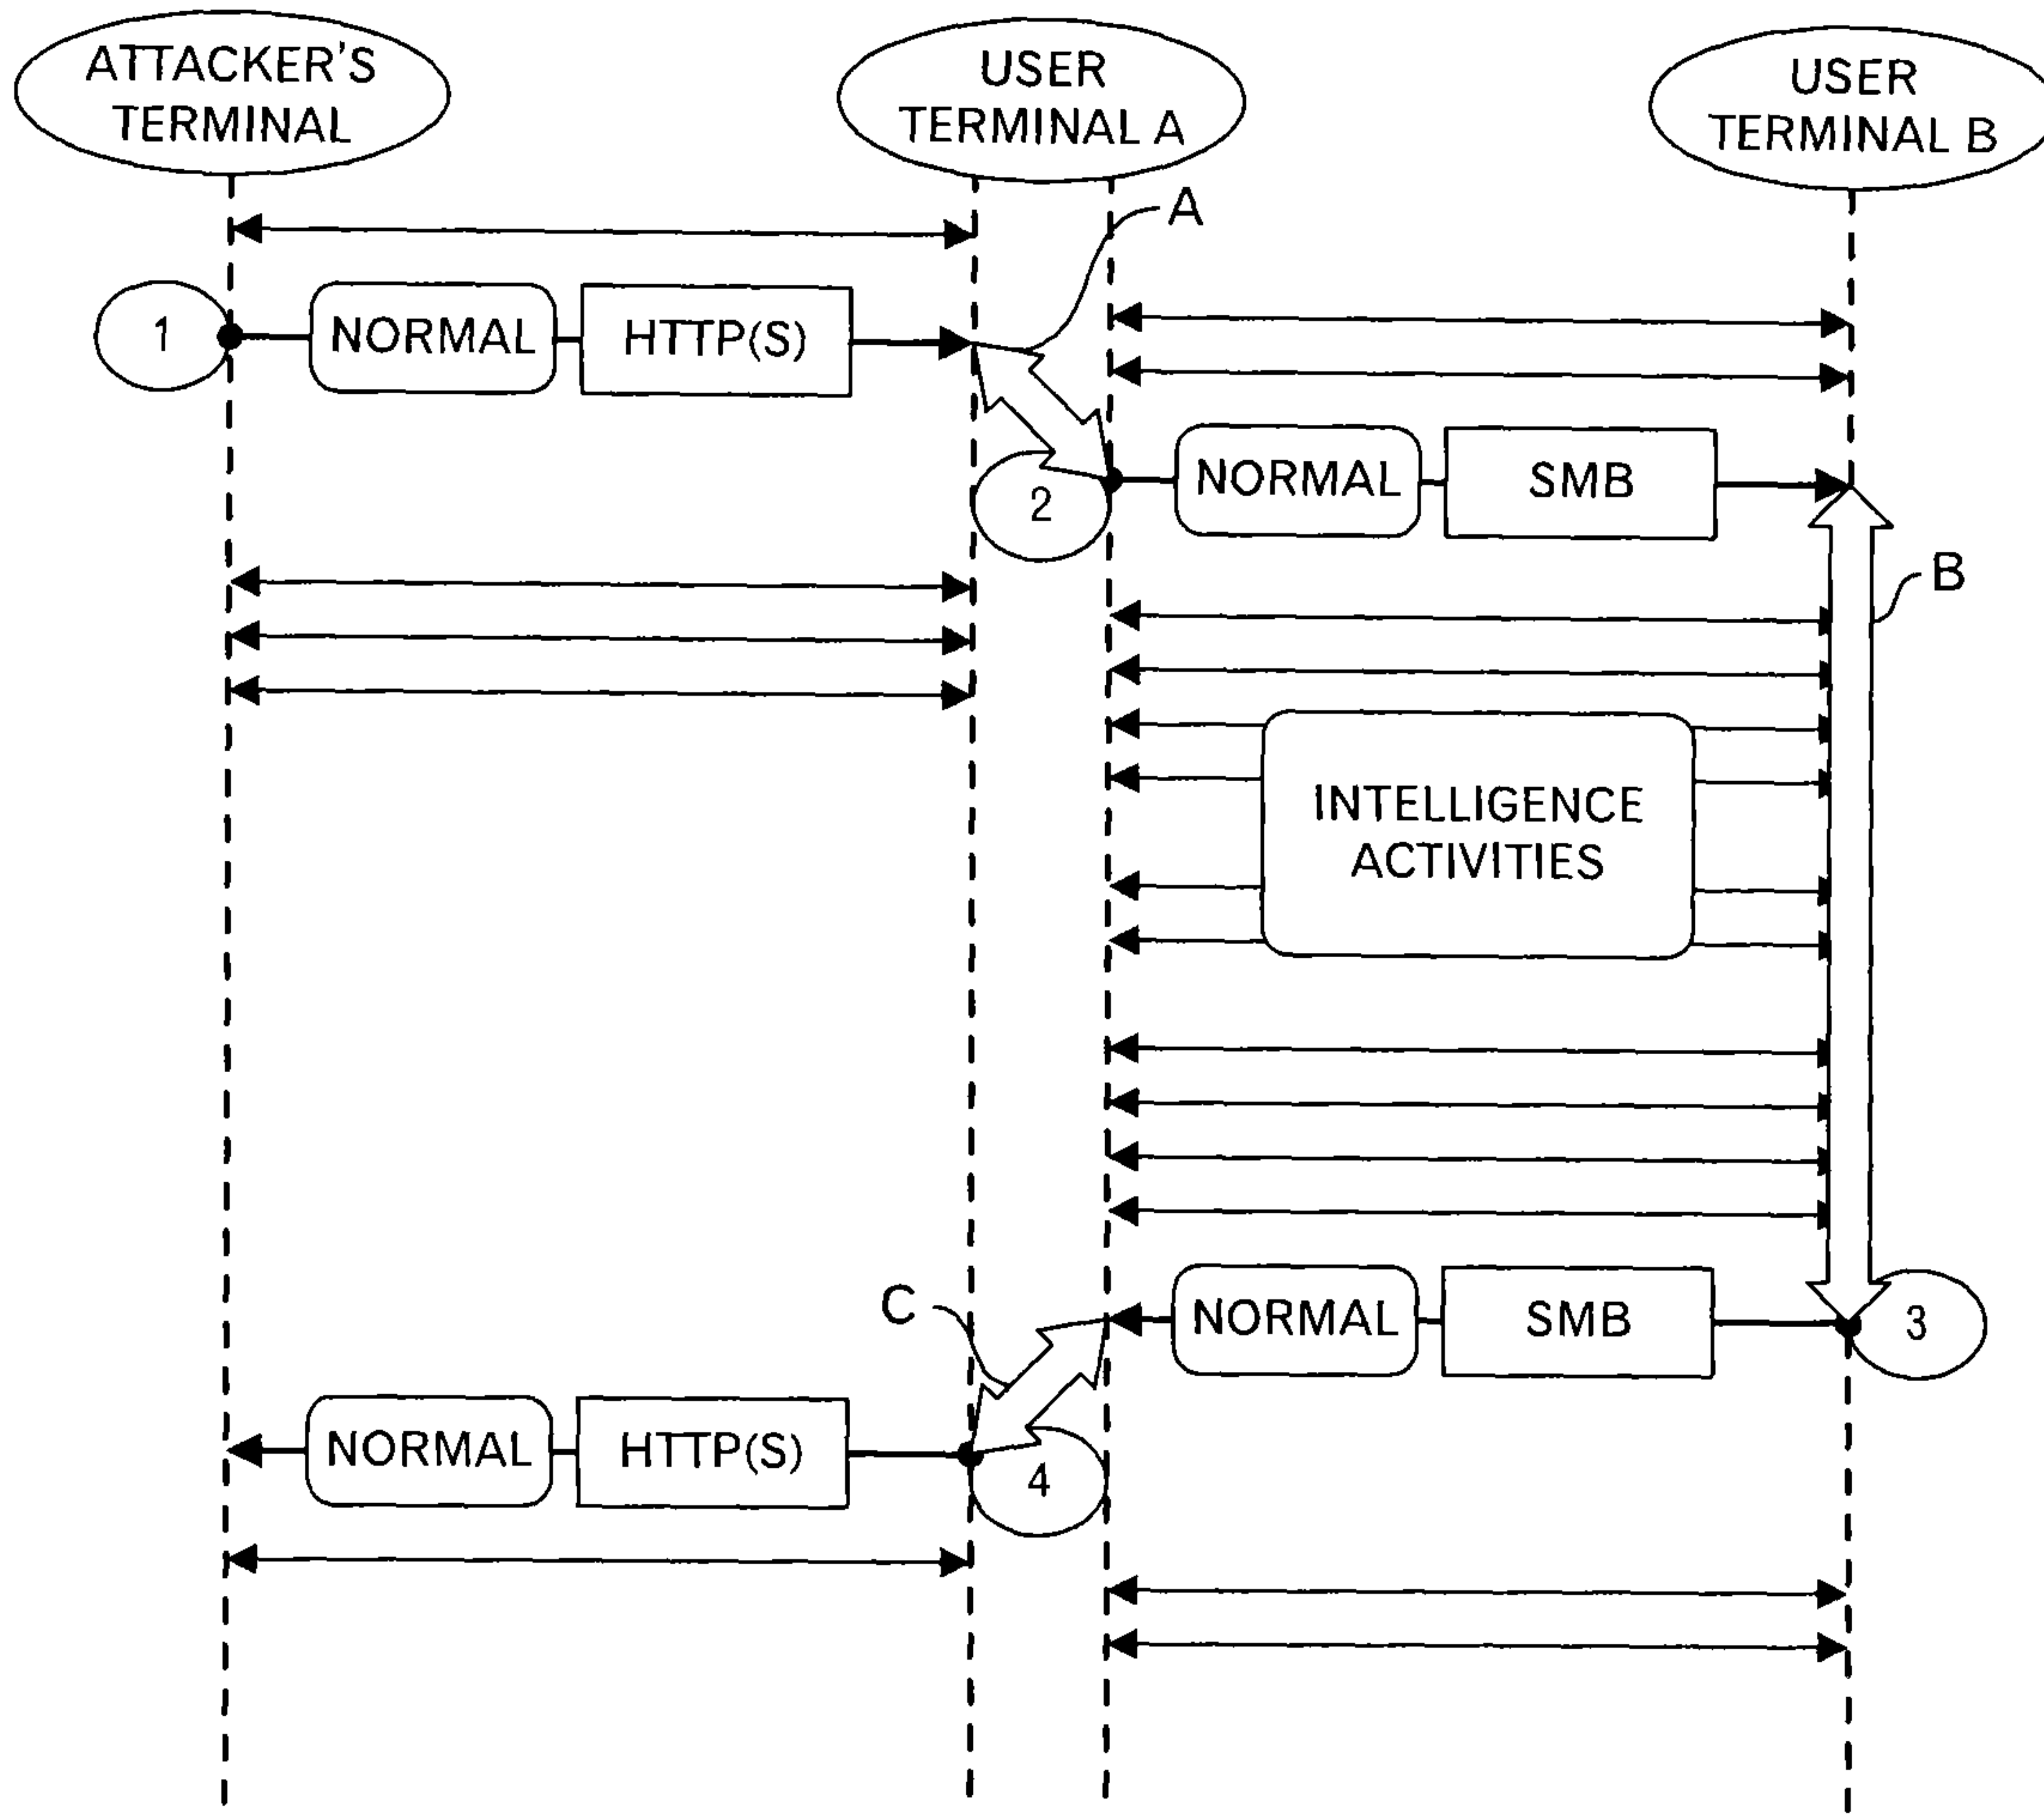 ATTACKER'S
TERMINAL
USER
TERMINAL A
USER
TERMINAL B
A
1
NORMAL
HTTP(S)
2
NORMAL
SMB
B
INTELLIGENCE
ACTIVITIES
C
NORMAL
SMB
3
NORMAL
HTTP(S)
4